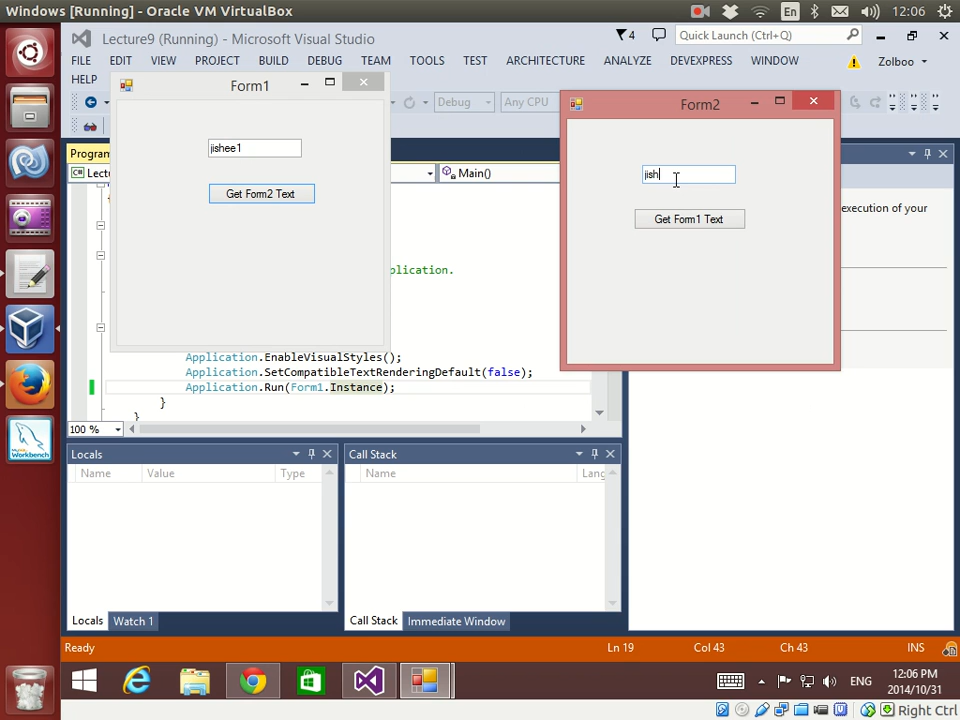 Windows [Running] - Oracle VM VirtualBox
En
12:06
Lecture9 (Running) - Microsoft Visual Studio
4
Quick Launch (Ctrl+Q)
FILE EDIT VIEW PROJECT BUILD DEBUG TEAM TOOLS TEST ARCHITECTURE ANALYZE DEVEXPRESS WINDOW
Zolboo
HELP
Form1
Debug
Any CPU
Form2
jishee1
Get Form2 Text
jish
Get Form1 Text
Program
C# Lect
Main()
execution of your
plication.
Application.EnableVisualStyles();
Application.SetCompatibleTextRenderingDefault(false);
Application.Run(Form1.Instance);
}
}
100 %
Locals
Name Value Type
Call Stack
Name Lang
Locals Watch 1
Call Stack Immediate Window
Ready
Ln 19 Col 43 Ch 43 INS
MySQL
Workbench
ENG
12:06 PM
2014/10/31
Right Ctrl